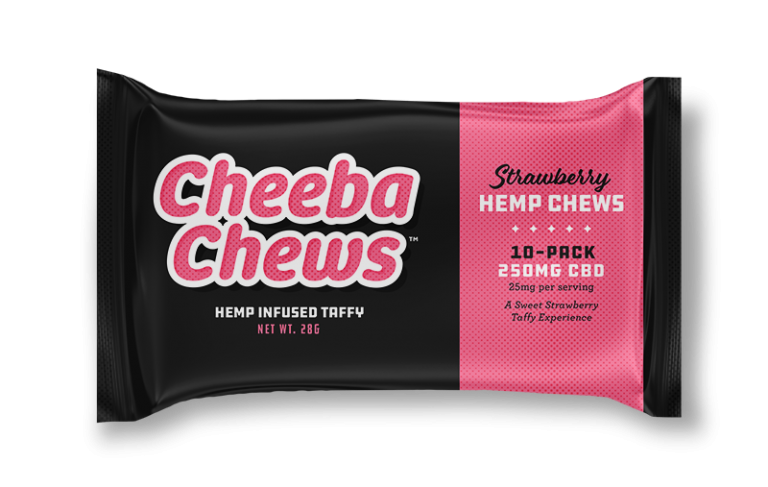 Cheeba
Chews™
HEMP INFUSED TAFFY
NET WT. 28G
Strawberry
HEMP CHEWS
10-PACK
250MG CBD
25mg per serving
A Sweet Strawberry
Taffy Experience